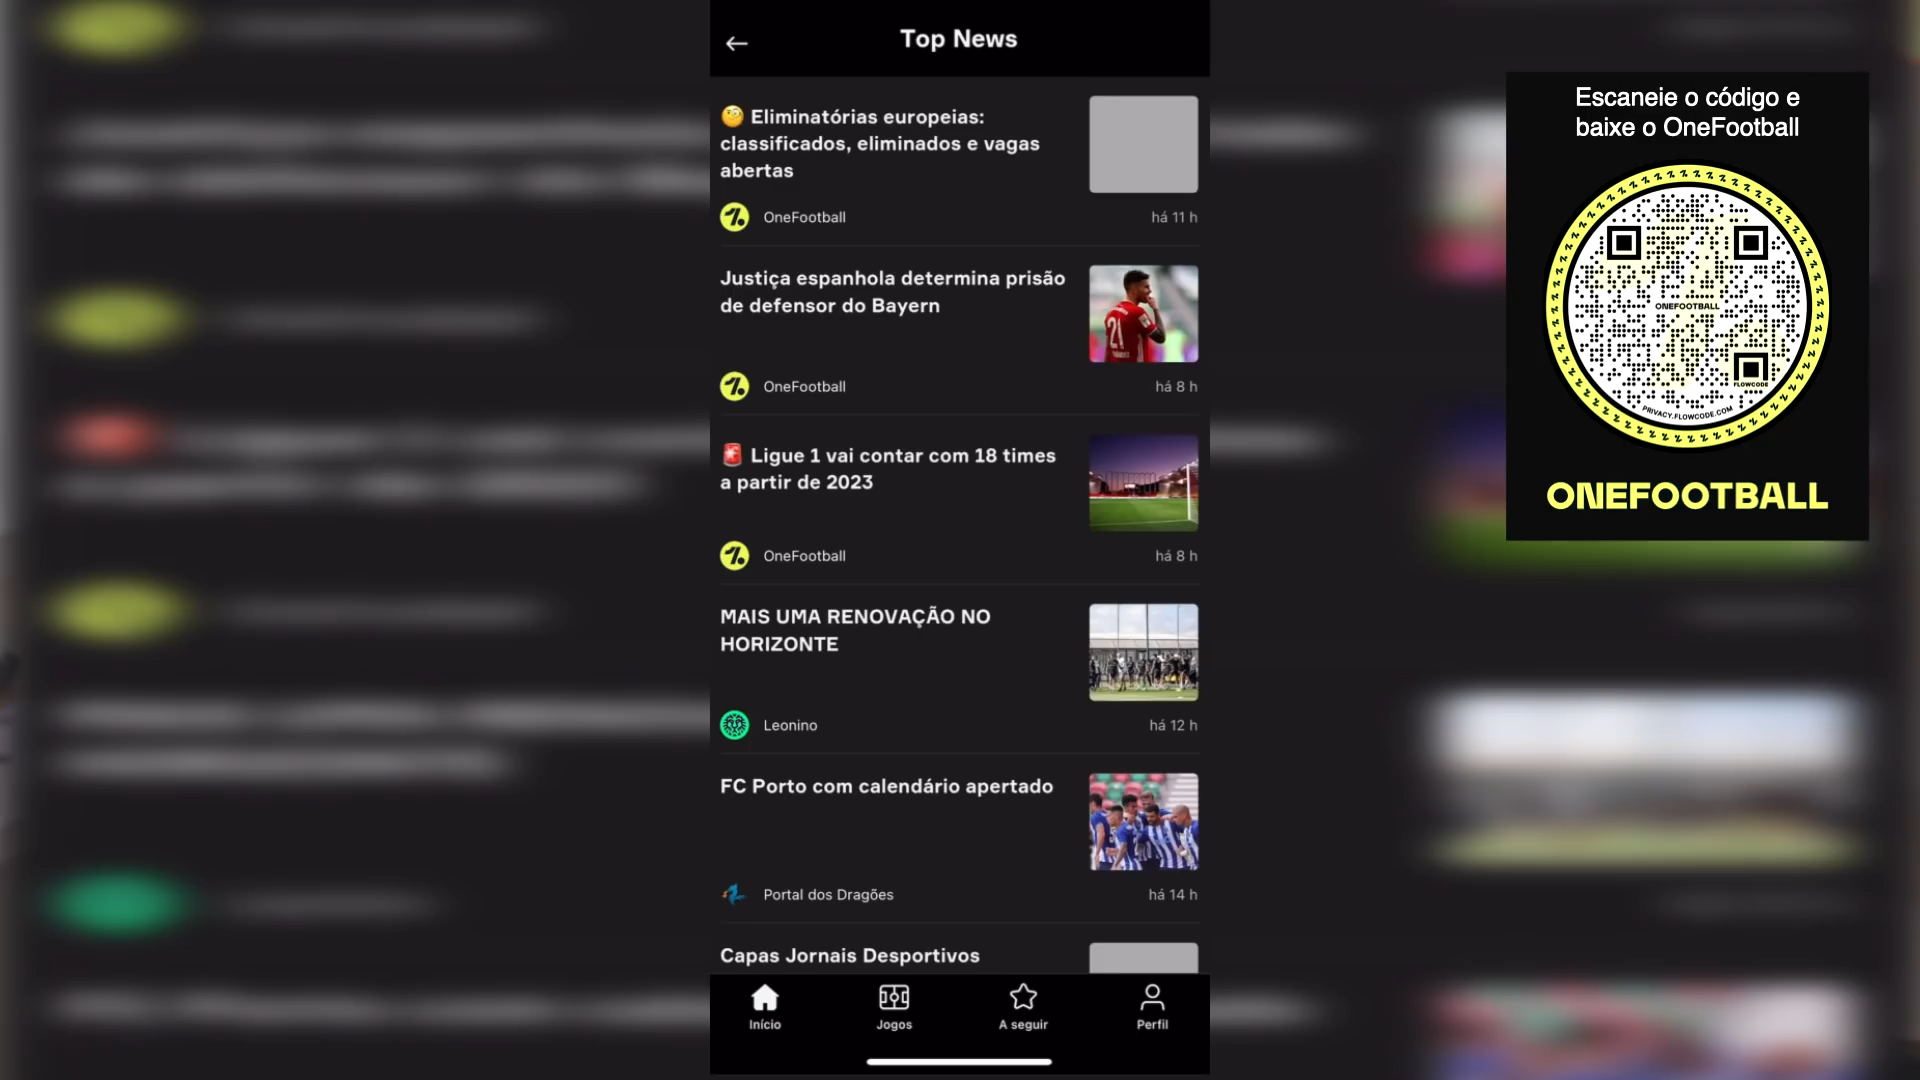 Top News
🧐 Eliminatórias europeias:
classificados, eliminados e vagas
abertas
OneFootball
há 11 h
Justiça espanhola determina prisão
de defensor do Bayern
21
OneFootball
há 8 h
🚨 Ligue 1 vai contar com 18 times
a partir de 2023
OneFootball
há 8 h
MAIS UMA RENOVAÇÃO NO
HORIZONTE
Leonino
há 12 h
FC Porto com calendário apertado
Portal dos Dragões
há 14 h
Capas Jornais Desportivos
Início
Jogos
A seguir
Perfil
Escaneie o código e
baixe o OneFootball
ONEFOOTBALL
FLOWCODE
PRIVACY.FLOWCODE.COM
ONEFOOTBALL